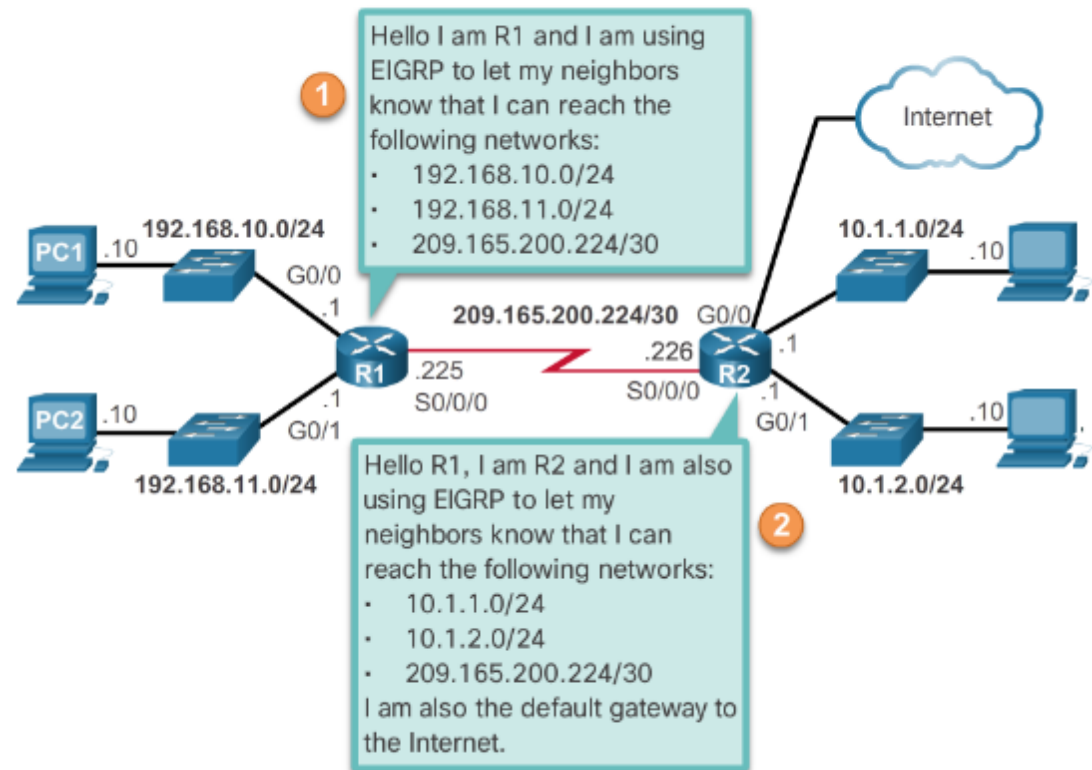 Hello I am R1 and I am using
EIGRP to let my neighbors
know that I can reach the
following networks:
· 192.168.10.0/24
· 192.168.11.0/24
· 209.165.200.224/30
1
Internet
192.168.10.0/24
10.1.1.0/24
PC1
.10
G0/0
.1
.10
209.165.200.224/30
G0/0
R1
.225
S0/0/0
.226
S0/0/0
R2
.1
PC2
.10
.1
G0/1
.1
G0/1
.10
.
192.168.11.0/24
10.1.2.0/24
Hello R1, I am R2 and I am also
using EIGRP to let my
neighbors know that I can
reach the following networks:
· 10.1.1.0/24
· 10.1.2.0/24
· 209.165.200.224/30
I am also the default gateway to
the Internet.
2